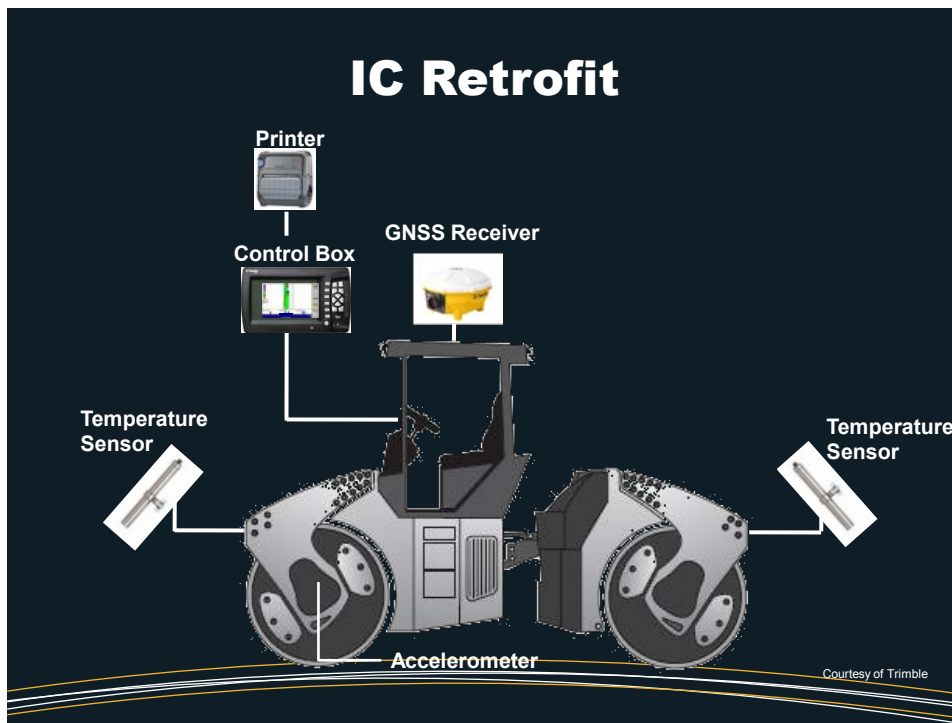 IC Retrofit
Printer
GNSS Receiver
Control Box
Temperature
Sensor
Temperature
Sensor
Accelerometer
Courtesy of Trimble